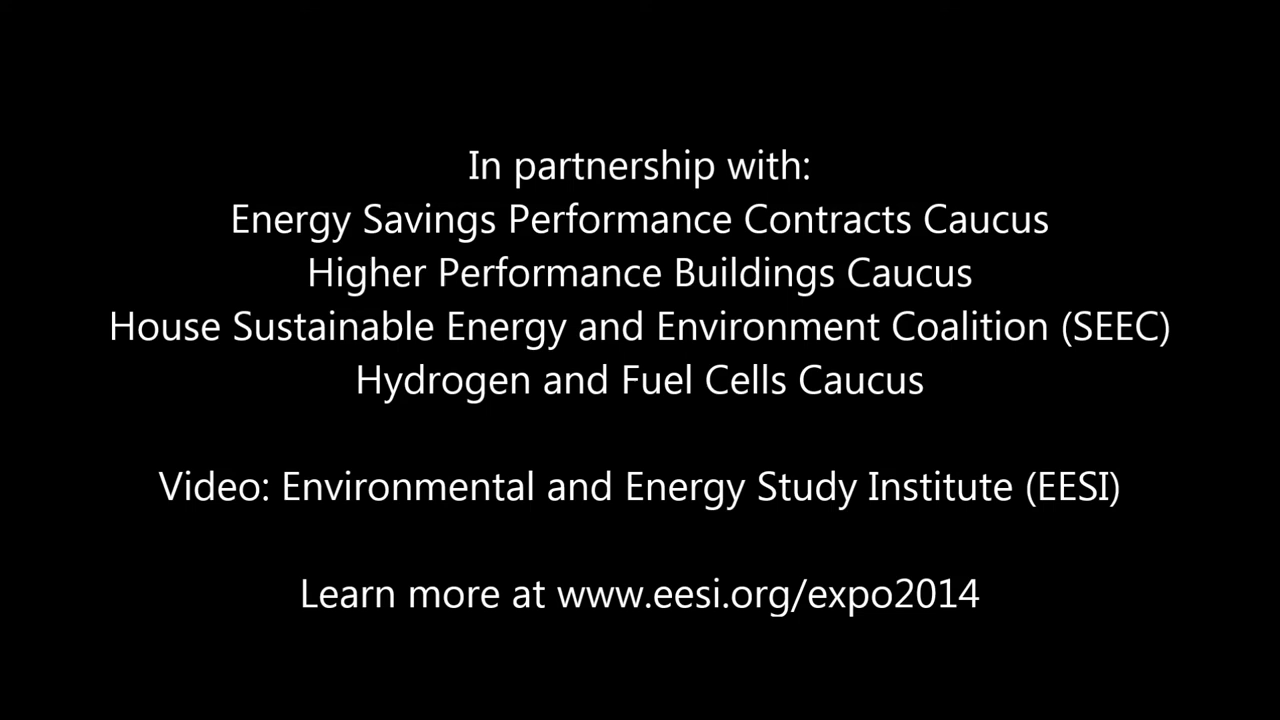 In partnership with:
Energy Savings Performance Contracts Caucus
Higher Performance Buildings Caucus
House Sustainable Energy and Environment Coalition (SEEC)
Hydrogen and Fuel Cells Caucus
Video: Environmental and Energy Study Institute (EESI)
Learn more at www.eesi.org/expo2014